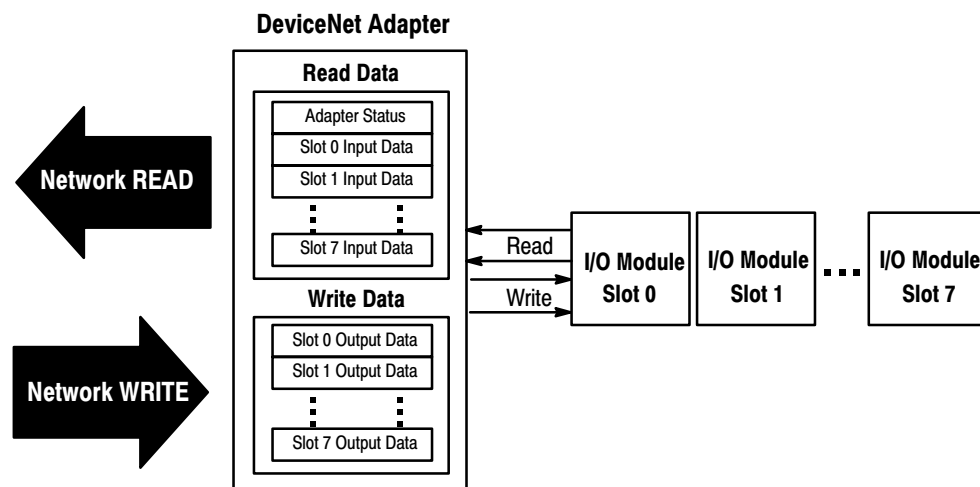 DeviceNet Adapter
Read Data
Adapter Status
Slot 0 Input Data
Slot 1 Input Data
Slot 7 Input Data
Network READ
Read
Write
I/O Module
Slot 0
I/O Module
Slot 1
I/O Module
Slot 7
Write Data
Slot 0 Output Data
Slot 1 Output Data
Slot 7 Output Data
Network WRITE